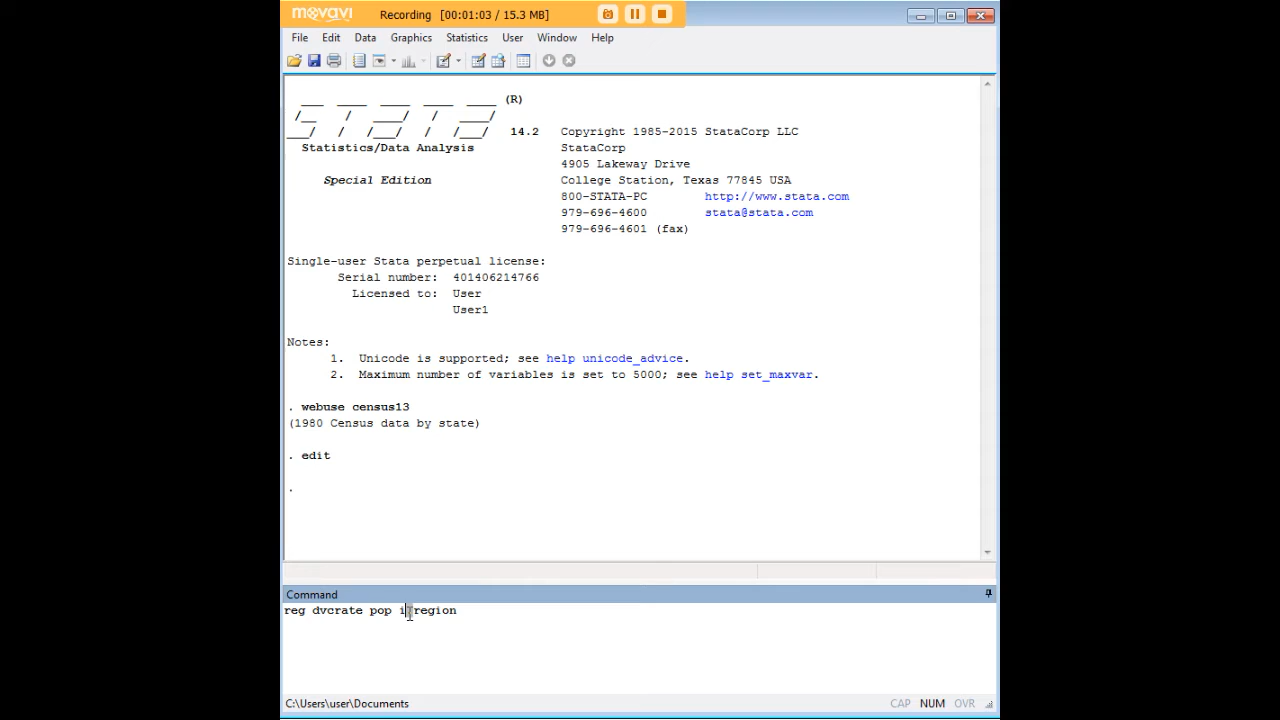 movavi Recording [00:01:03 / 15.3 MB]
File Edit Data Graphics Statistics User Window Help
(R)
STATA 14.2 Copyright 1985-2015 StataCorp LLC
Statistics/Data Analysis StataCorp
4905 Lakeway Drive
Special Edition College Station, Texas 77845 USA
800-STATA-PC http://www.stata.com
979-696-4600 stata@stata.com
979-696-4601 (fax)
Single-user Stata perpetual license:
Serial number: 401406214766
Licensed to: User
User1
Notes:
1. Unicode is supported; see help unicode_advice.
2. Maximum number of variables is set to 5000; see help set_maxvar.
. webuse census13
(1980 Census data by state)
. edit
.
Command
reg dvcrate pop i.region
C:\Users\user\Documents CAP NUM OVR